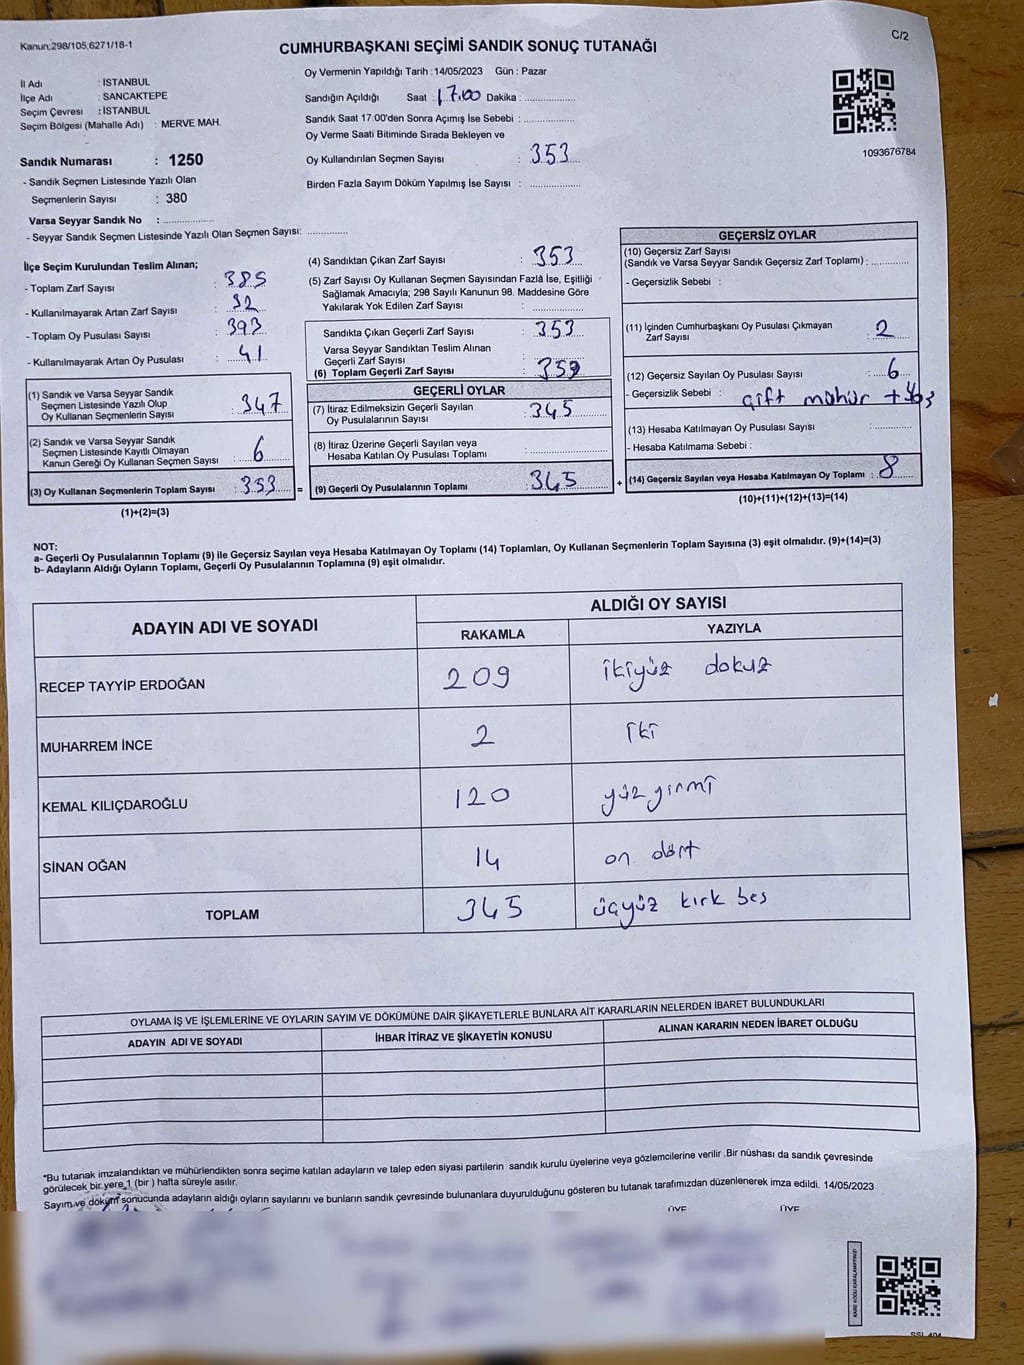 Kanun;298/105,6271/18-1
C/2
CUMHURBAŞKANI SEÇİMİ SANDIK SONUÇ TUTANAĞI
İl Adı : İSTANBUL
İlçe Adı : SANCAKTEPE
Seçim Çevresi : İSTANBUL
Seçim Bölgesi (Mahalle Adı) : MERVE MAH.
Sandık Numarası : 1250
- Sandık Seçmen Listesinde Yazılı Olan
Seçmenlerin Sayısı : 380
Varsa Seyyar Sandık No : ..................
- Seyyar Sandık Seçmen Listesinde Yazılı Olan Seçmen Sayısı: ..............
Oy Vermenin Yapıldığı Tarih : 14/05/2023 Gün : Pazar
Sandığın Açıldığı Saat : 17.00 Dakika : ..................
Sandık Saat 17.00'den Sonra Açımış İse Sebebi : ..................
Oy Verme Saati Bitiminde Sırada Bekleyen ve
Oy Kullandırılan Seçmen Sayısı : 353
Birden Fazla Sayım Döküm Yapılmış İse Sayısı : ..................
1093676784
İlçe Seçim Kurulundan Teslim Alınan;
- Toplam Zarf Sayısı : 385
- Kullanılmayarak Artan Zarf Sayısı : 32
- Toplam Oy Pusulası Sayısı : 393
- Kullanılmayarak Artan Oy Pusulası : 41
(1) Sandık ve Varsa Seyyar Sandık
Seçmen Listesinde Yazılı Olup
Oy Kullanan Seçmenlerin Sayısı : 347
(2) Sandık ve Varsa Seyyar Sandık
Seçmen Listesinde Kayıtlı Olmayan
Kanun Gereği Oy Kullanan Seçmen Sayısı : 6
(3) Oy Kullanan Seçmenlerin Toplam Sayısı : 353
(1)+(2)=(3)
(4) Sandıktan Çıkan Zarf Sayısı : 353
(5) Zarf Sayısı Oy Kullanan Seçmen Sayısından Fazla İse, Eşitliği
Sağlamak Amacıyla; 298 Sayılı Kanunun 98. Maddesine Göre
Yakılarak Yok Edilen Zarf Sayısı : ..................
Sandıkta Çıkan Geçerli Zarf Sayısı : 353
Varsa Seyyar Sandıktan Teslim Alınan
Geçerli Zarf Sayısı : ..................
(6) Toplam Geçerli Zarf Sayısı : 353
GEÇERLİ OYLAR
(7) İtiraz Edilmeksizin Geçerli Sayılan
Oy Pusulalarının Sayısı : 345
(8) İtiraz Üzerine Geçerli Sayılan veya
Hesaba Katılan Oy Pusulası Toplamı : ..................
= (9) Geçerli Oy Pusulalarının Toplamı : 345
GEÇERSİZ OYLAR
(10) Geçersiz Zarf Sayısı
(Sandık ve Varsa Seyyar Sandık Geçersiz Zarf Toplamı) : ..............
- Geçersizlik Sebebi :
(11) İçinden Cumhurbaşkanı Oy Pusulası Çıkmayan
Zarf Sayısı : 2
(12) Geçersiz Sayılan Oy Pusulası Sayısı : 6
- Geçersizlik Sebebi : çift mühür +
(13) Hesaba Katılmayan Oy Pusulası Sayısı : ..............
- Hesaba Katılmama Sebebi :
+ (14) Geçersiz Sayılan veya Hesaba Katılmayan Oy Toplamı : 8
(10)+(11)+(12)+(13)=(14)
NOT:
a- Geçerli Oy Pusulalarının Toplamı (9) ile Geçersiz Sayılan veya Hesaba Katılmayan Oy Toplamı (14) Toplamları, Oy Kullanan Seçmenlerin Toplam Sayısına (3) eşit olmalıdır. (9)+(14)=(3)
b- Adayların Aldığı Oyların Toplamı, Geçerli Oy Pusulalarının Toplamına (9) eşit olmalıdır.
ADAYIN ADI VE SOYADI ALDIĞI OY SAYISI
RAKAMLA YAZIYLA
RECEP TAYYİP ERDOĞAN 209 ikiyüz dokuz
MUHARREM İNCE 2 iki
KEMAL KILIÇDAROĞLU 120 yüz yirmi
SİNAN OĞAN 14 on dört
TOPLAM 345 üçyüz kırk beş
OYLAMA İŞ VE İŞLEMLERİNE VE OYLARIN SAYIM VE DÖKÜMÜNE DAİR ŞİKAYETLERLE BUNLARA AİT KARARLARIN NELERDEN İBARET BULUNDUKLARI
ADAYIN ADI VE SOYADI İHBAR İTİRAZ VE ŞİKAYETİN KONUSU ALINAN KARARIN NEDEN İBARET OLDUĞU
*Bu tutanak imzalandıktan ve mühürlendikten sonra seçime katılan adayların ve talep eden siyasi partilerin sandık kurulu üyelerine veya gözlemcilerine verilir .Bir nüshası da sandık çevresinde
görülecek bir yere 1 (bir ) hafta süreyle asılır.
Sayım ve döküm sonucunda adayların aldığı oyların sayılarını ve bunların sandık çevresinde bulunanlara duyurulduğunu gösteren bu tutanak tarafımızdan düzenlenerek imza edildi. 14/05/2023
ÜYE ÜYE
KARE KODU KARALAMAYINIZ!